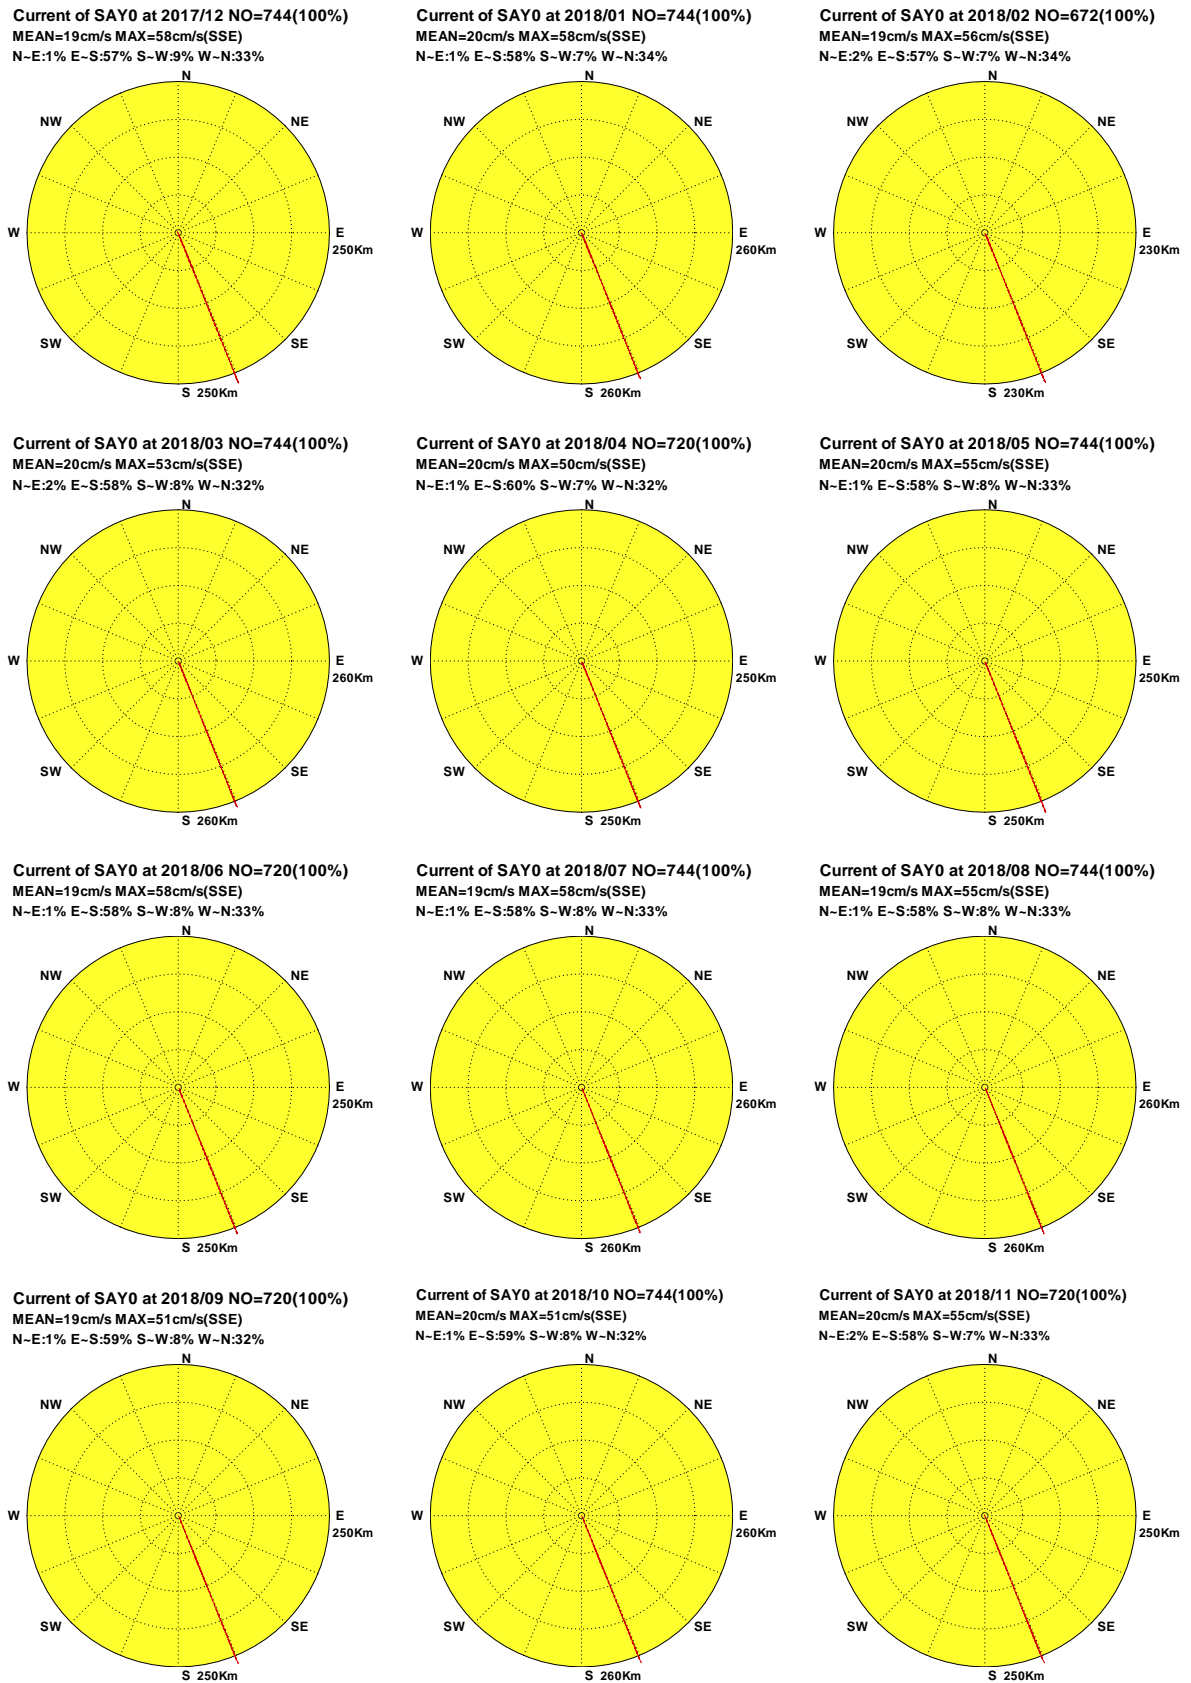 Current of SAY0 at 2017/12 NO=744(100%)
MEAN=19cm/s MAX=58cm/s(SSE)
N~E:1% E~S:57% S~W:9% W~N:33%
N
NW
NE
W
E
250Km
SW
SE
S 250Km
Current of SAY0 at 2018/01 NO=744(100%)
MEAN=20cm/s MAX=58cm/s(SSE)
N~E:1% E~S:58% S~W:7% W~N:34%
N
NW
NE
W
E
260Km
SW
SE
S 260Km
Current of SAY0 at 2018/02 NO=672(100%)
MEAN=19cm/s MAX=56cm/s(SSE)
N~E:2% E~S:57% S~W:7% W~N:34%
N
NW
NE
W
E
230Km
SW
SE
S 230Km
Current of SAY0 at 2018/03 NO=744(100%)
MEAN=20cm/s MAX=53cm/s(SSE)
N~E:2% E~S:58% S~W:8% W~N:32%
N
NW
NE
W
E
260Km
SW
SE
S 260Km
Current of SAY0 at 2018/04 NO=720(100%)
MEAN=20cm/s MAX=50cm/s(SSE)
N~E:1% E~S:60% S~W:7% W~N:32%
N
NW
NE
W
E
250Km
SW
SE
S 250Km
Current of SAY0 at 2018/05 NO=744(100%)
MEAN=20cm/s MAX=55cm/s(SSE)
N~E:1% E~S:58% S~W:8% W~N:33%
N
NW
NE
W
E
250Km
SW
SE
S 250Km
Current of SAY0 at 2018/06 NO=720(100%)
MEAN=19cm/s MAX=58cm/s(SSE)
N~E:1% E~S:58% S~W:8% W~N:33%
N
NW
NE
W
E
250Km
SW
SE
S 250Km
Current of SAY0 at 2018/07 NO=744(100%)
MEAN=19cm/s MAX=58cm/s(SSE)
N~E:1% E~S:58% S~W:8% W~N:33%
N
NW
NE
W
E
260Km
SW
SE
S 260Km
Current of SAY0 at 2018/08 NO=744(100%)
MEAN=19cm/s MAX=55cm/s(SSE)
N~E:1% E~S:58% S~W:8% W~N:33%
N
NW
NE
W
E
260Km
SW
SE
S 260Km
Current of SAY0 at 2018/09 NO=720(100%)
MEAN=19cm/s MAX=51cm/s(SSE)
N~E:1% E~S:59% S~W:8% W~N:32%
N
NW
NE
W
E
250Km
SW
SE
S 250Km
Current of SAY0 at 2018/10 NO=744(100%)
MEAN=20cm/s MAX=51cm/s(SSE)
N~E:1% E~S:59% S~W:8% W~N:32%
N
NW
NE
W
E
260Km
SW
SE
S 260Km
Current of SAY0 at 2018/11 NO=720(100%)
MEAN=20cm/s MAX=55cm/s(SSE)
N~E:2% E~S:58% S~W:7% W~N:33%
N
NW
NE
W
E
250Km
SW
SE
S 250Km